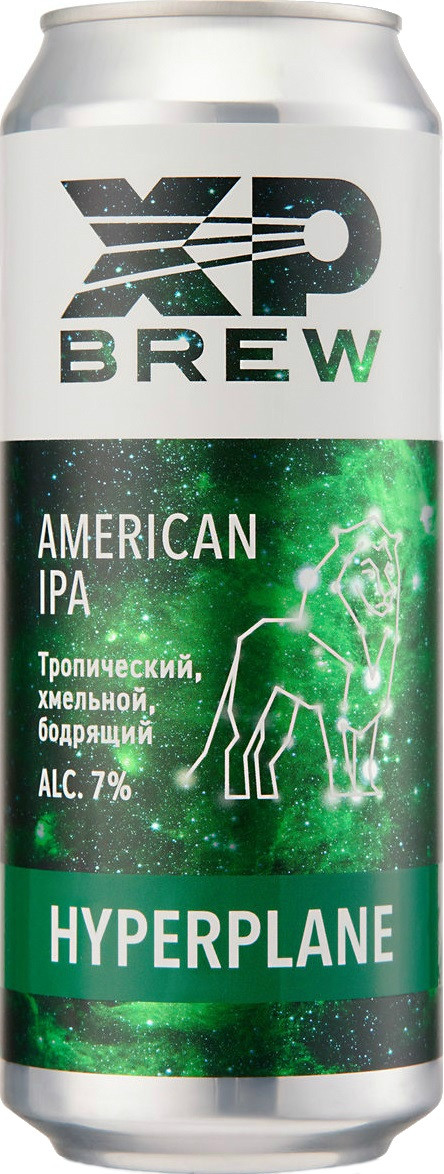 XP
BREW
AMERICAN
IPA
Тропический,
хмельной,
бодрящий
ALC. 7%
HYPERPLANE